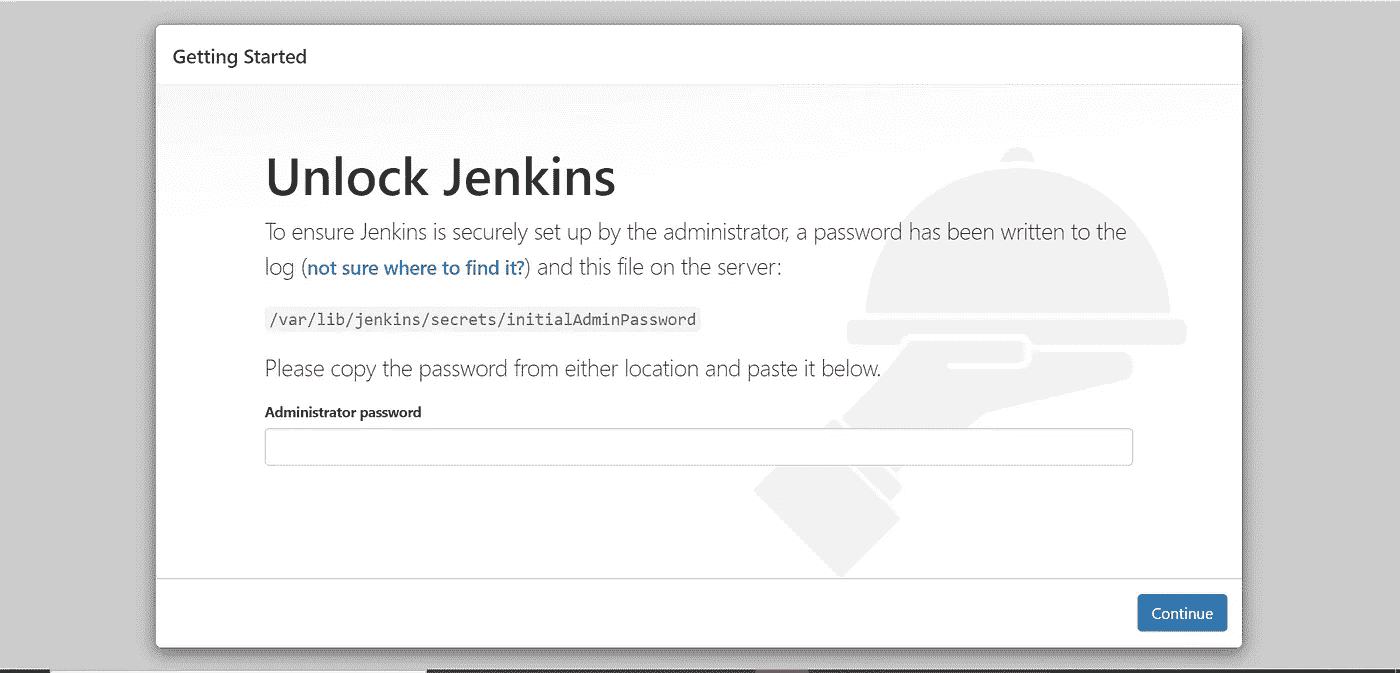 Getting Started
Unlock Jenkins
To ensure Jenkins is securely set up by the administrator, a password has been written to the
log (not sure where to find it?) and this file on the server:
/var/lib/jenkins/secrets/initialAdminPassword
Please copy the password from either location and paste it below.
Administrator password
Continue